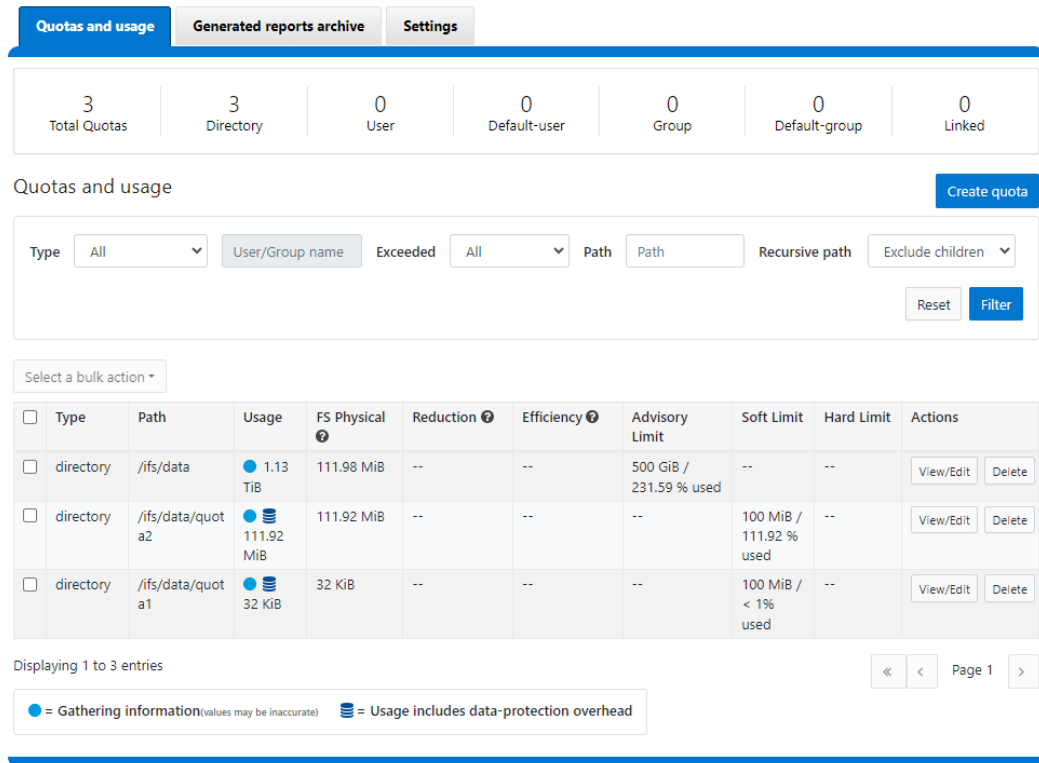 Quotas and usage Generated reports archive Settings
3 3 0 0 0 0 0
Total Quotas Directory User Default-user Group Default-group Linked
Quotas and usage
Create quota
Type All User/Group name Exceeded All Path Path Recursive path Exclude children
Reset Filter
Select a bulk action
Type Path Usage FS Physical Reduction Efficiency Advisory Soft Limit Hard Limit Actions
Limit
directory /ifs/data 1.13 111.98 MiB -- -- 500 GiB / -- -- View/Edit Delete
TiB 231.59 % used
directory /ifs/data/quot 111.92 MiB -- -- -- 100 MiB / -- View/Edit Delete
a2 111.92 111.92 %
MiB used
directory /ifs/data/quot 32 KiB -- -- -- 100 MiB / -- View/Edit Delete
a1 32 KiB < 1%
used
Displaying 1 to 3 entries
« ‹ Page 1 ›
= Gathering information(values may be inaccurate) = Usage includes data-protection overhead